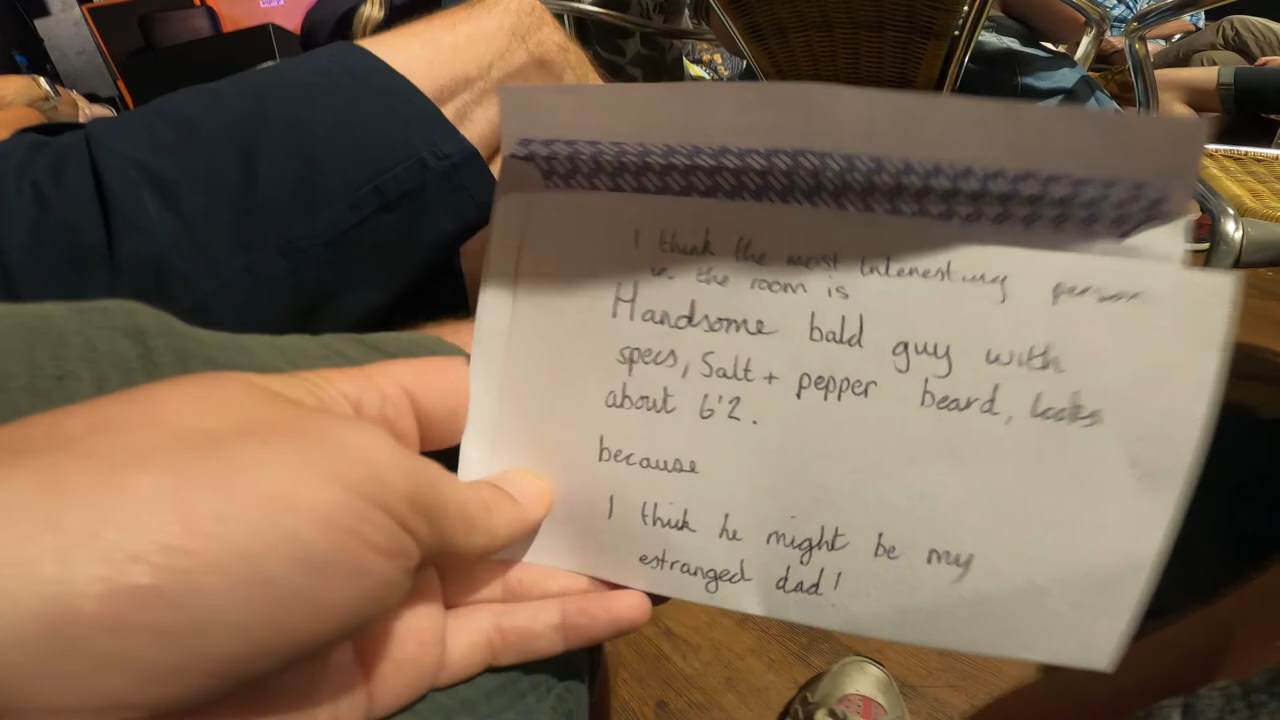 I think the most interesting person
in the room is
Handsome bald guy with
specs, Salt + pepper beard, looks
about 6'2.
because
I think he might be my
estranged dad!